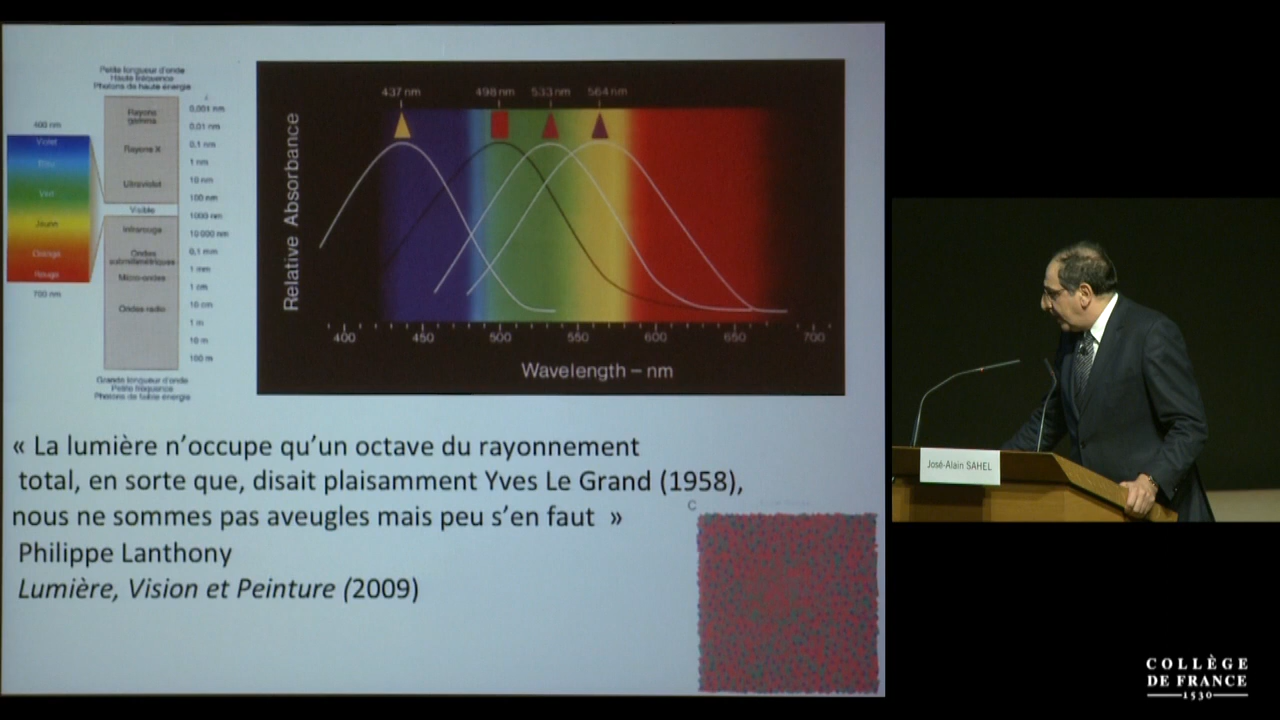 Petite longueur d'onde
Haute fréquence
Photons de haute énergie
400 nm
Violet
Bleu
Vert
Jaune
Orange
Rouge
700 nm
Rayons
gamma
Rayons X
Ultraviolet
Visible
Infrarouge
Ondes
submillimétriques
Micro-ondes
Ondes radio
0,001 nm
0,01 nm
0,1 nm
1 nm
10 nm
100 nm
1000 nm
10 000 nm
0,1 mm
1 mm
1 cm
10 cm
1 m
10 m
100 m
Grande longueur d'onde
Petite fréquence
Photons de faible énergie
437 nm 498 nm 533 nm 564 nm
Relative Absorbance
400 450 500 550 600 650 700
Wavelength – nm
« La lumière n’occupe qu’un octave du rayonnement
total, en sorte que, disait plaisamment Yves Le Grand (1958),
nous ne sommes pas aveugles mais peu s’en faut »
Philippe Lanthony
Lumière, Vision et Peinture (2009)
C
José-Alain SAHEL
COLLÈGE
DE FRANCE
1530